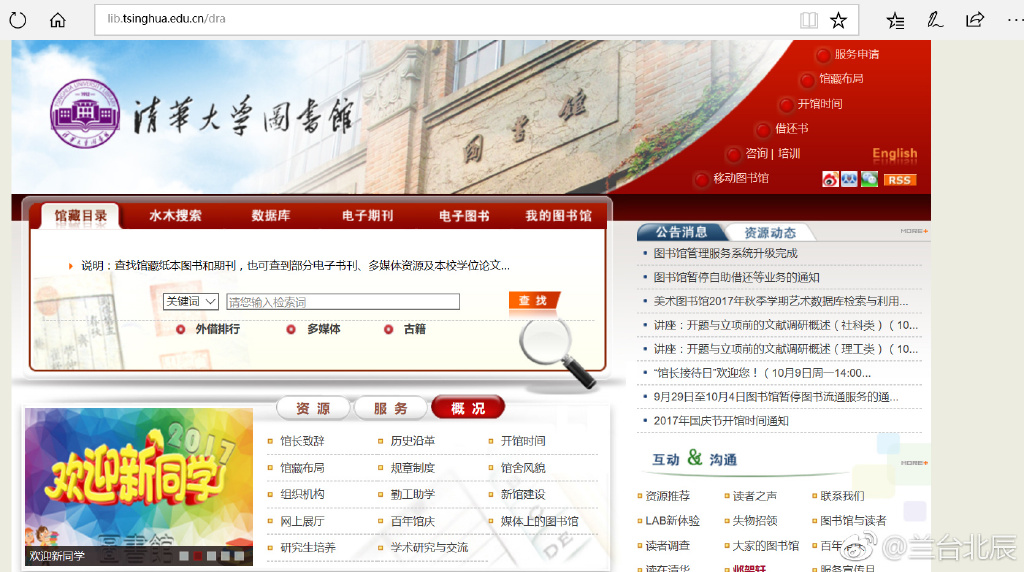 lib.tsinghua.edu.cn/dra
清華大学圖書館
圖書館
服务申请
馆藏布局
开馆时间
借还书
咨询 | 培训
移动图书馆
English
RSS
馆藏目录 水木搜索 数据库 电子期刊 电子图书 我的图书馆
说明：查找馆藏纸本图书和期刊，也可查到部分电子书刊、多媒体资源及本校学位论文...
关键词 请您输入检索词 查 找
外借排行 多媒体 古籍
公告消息 资源动态 MORE+
图书馆管理服务系统升级完成
图书馆暂停自助借还等业务的通知
美术图书馆2017年秋季学期艺术数据库检索与利用...
讲座：开题与立项前的文献调研概述（社科类）（10...
讲座：开题与立项前的文献调研概述（理工类）（10...
“馆长接待日”欢迎您！（10月9日周一14:00...
9月29日至10月4日图书馆暂停图书流通服务的通...
2017年国庆节开馆时间通知
资 源 服 务 概 况
馆长致辞 历史沿革 开馆时间
馆藏布局 规章制度 馆舍风貌
组织机构 勤工助学 新馆建设
网上展厅 百年馆庆 媒体上的图书馆
研究生培养 学术研究与交流
2017
欢迎新同学
欢迎新同学
互动 & 沟通 MORE+
资源推荐 读者之声 联系我们
LAB新体验 失物招领 图书馆与读者
读者调查 大家的图书馆 百年
读在清华 邺架轩 服务宣传月
@兰台北辰